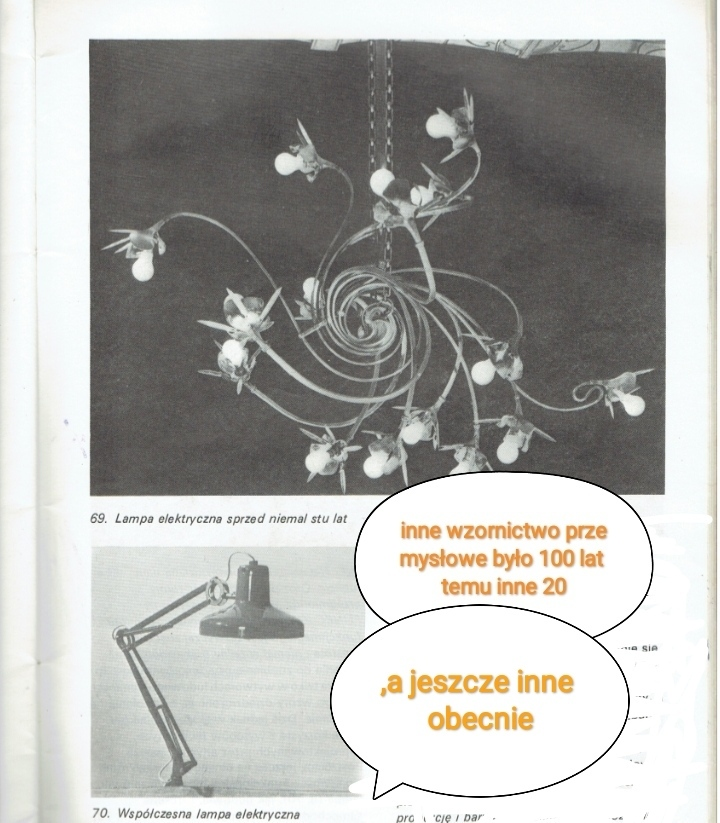 69. Lampa elektryczna sprzed niemal stu lat
inne wzornictwo prze
mysłowe było 100 lat
temu inne 20
,a jeszcze inne
obecnie
70. Współczesna lampa elektryczna